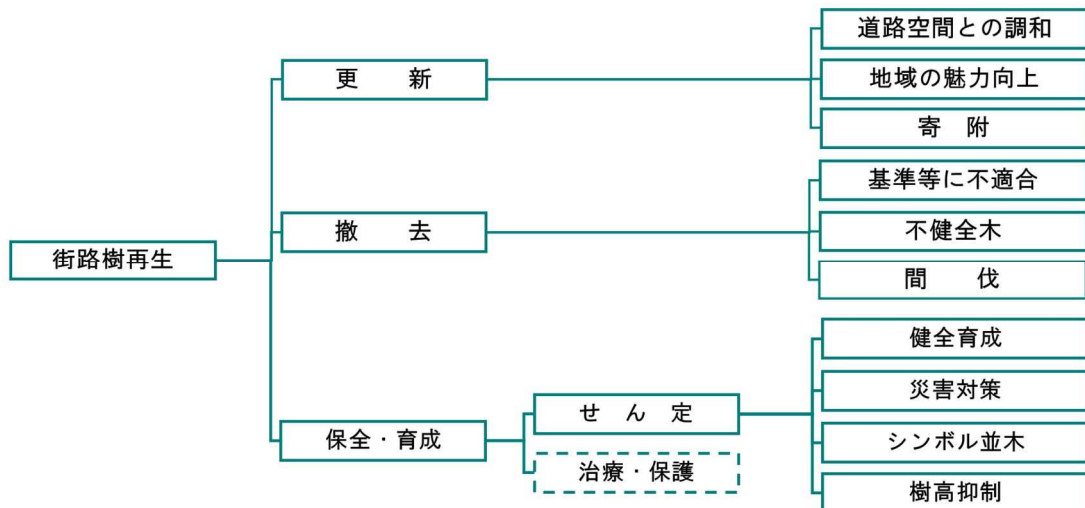 街路樹再生
更　新
道路空間との調和
地域の魅力向上
寄　附
撤　去
基準等に不適合
不健全木
間　伐
保全・育成
せ　ん　定
健全育成
災害対策
シンボル並木
樹高抑制
治療・保護